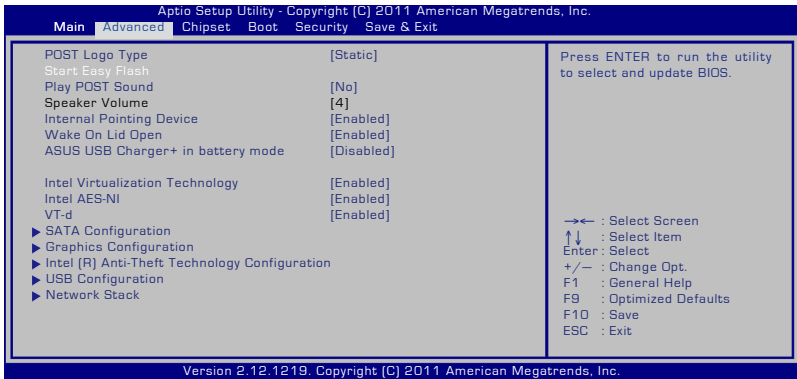 Aptio Setup Utility - Copyright (C) 2011 American Megatrends, Inc.
Main Advanced Chipset Boot Security Save & Exit
POST Logo Type [Static]
Start Easy Flash
Play POST Sound [No]
Speaker Volume [4]
Internal Pointing Device [Enabled]
Wake On Lid Open [Enabled]
ASUS USB Charger+ in battery mode [Disabled]
Intel Virtualization Technology [Enabled]
Intel AES-NI [Enabled]
VT-d [Enabled]
SATA Configuration
Graphics Configuration
Intel (R) Anti-Theft Technology Configuration
USB Configuration
Network Stack
Press ENTER to run the utility
to select and update BIOS.
→← : Select Screen
↑↓ : Select Item
Enter : Select
+/— : Change Opt.
F1 : General Help
F9 : Optimized Defaults
F10 : Save
ESC : Exit
Version 2.12.1219. Copyright (C) 2011 American Megatrends, Inc.